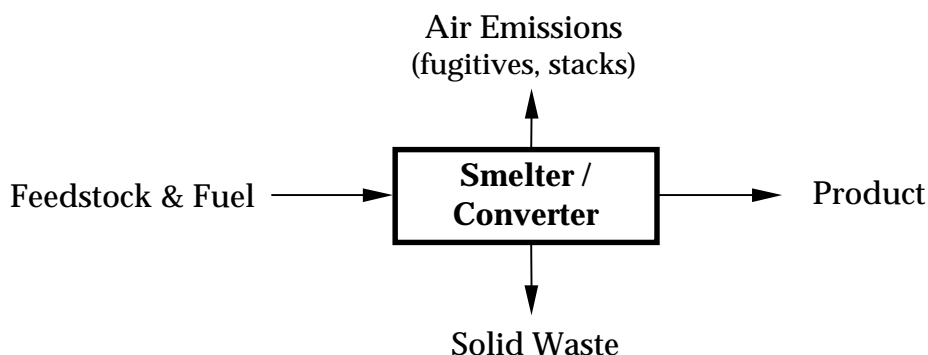 Air Emissions
(fugitives, stacks)
Feedstock & Fuel
Smelter /
Converter
Product
Solid Waste